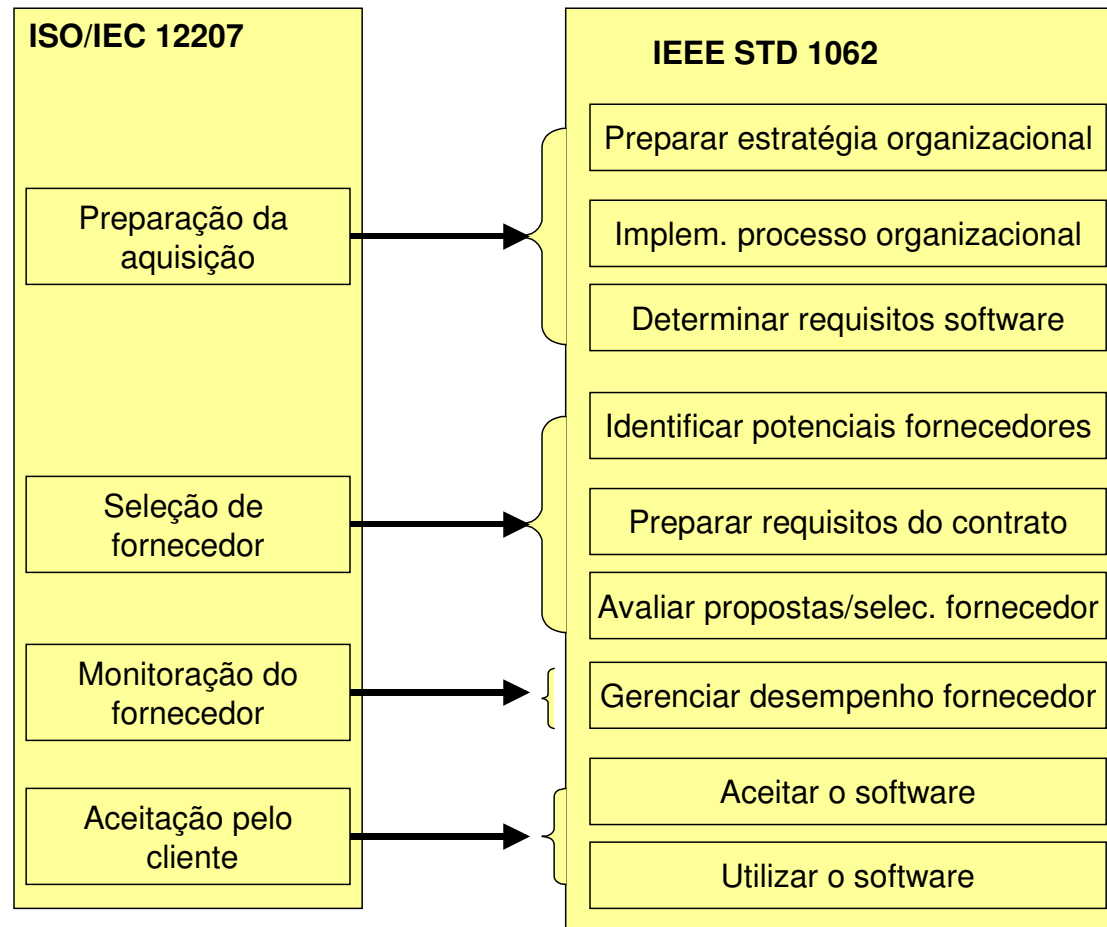 ISO/IEC 12207
Preparação da
aquisição
Seleção de
fornecedor
Monitoração do
fornecedor
Aceitação pelo
cliente
IEEE STD 1062
Preparar estratégia organizacional
Implem. processo organizacional
Determinar requisitos software
Identificar potenciais fornecedores
Preparar requisitos do contrato
Avaliar propostas/selec. fornecedor
Gerenciar desempenho fornecedor
Aceitar o software
Utilizar o software